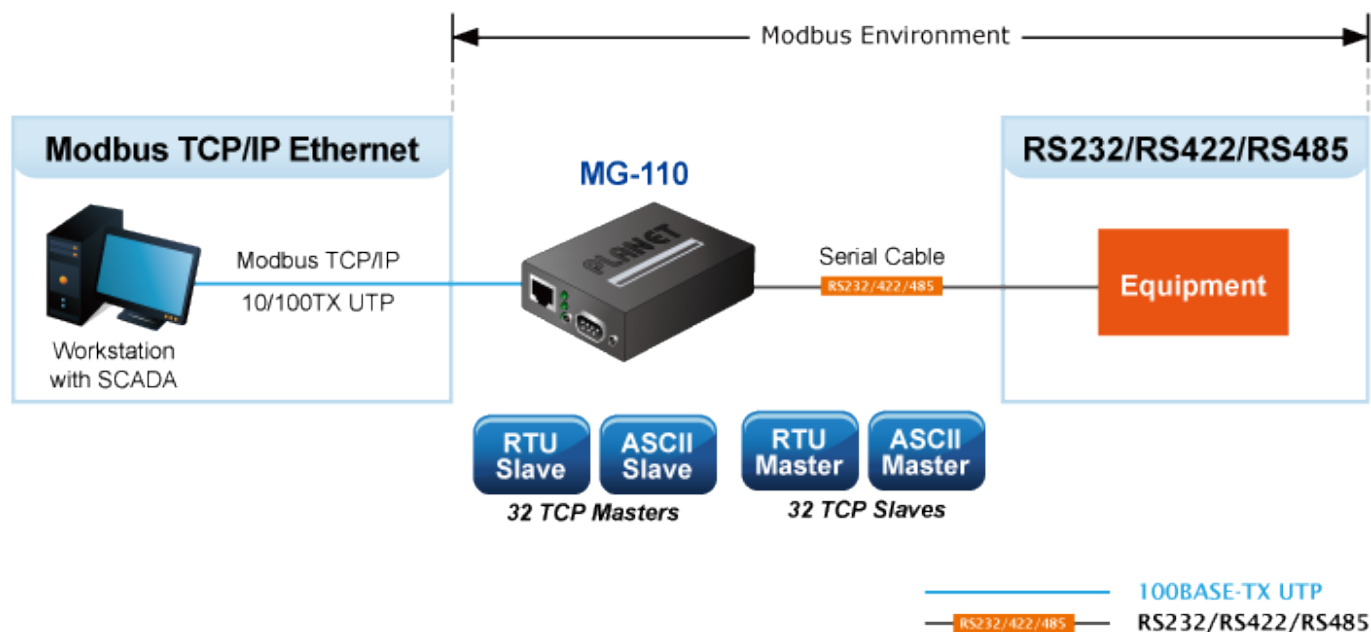 Modbus Environment
Modbus TCP/IP Ethernet
RS232/RS422/RS485
MG-110
PLANET
Modbus TCP/IP
10/100TX UTP
Serial Cable
RS232/422/485
Equipment
Workstation
with SCADA
RTU
Slave
ASCII
Slave
RTU
Master
ASCII
Master
32 TCP Masters
32 TCP Slaves
100BASE-TX UTP
RS232/422/485
RS232/RS422/RS485